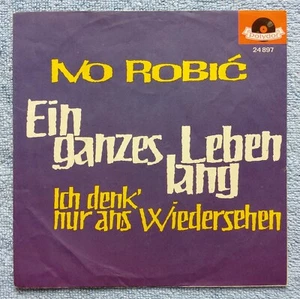 Polydor
24 897
IVO ROBIĆ
Ein
ganzes Leben
lang
Ich denk'
nur ans Wiedersehen